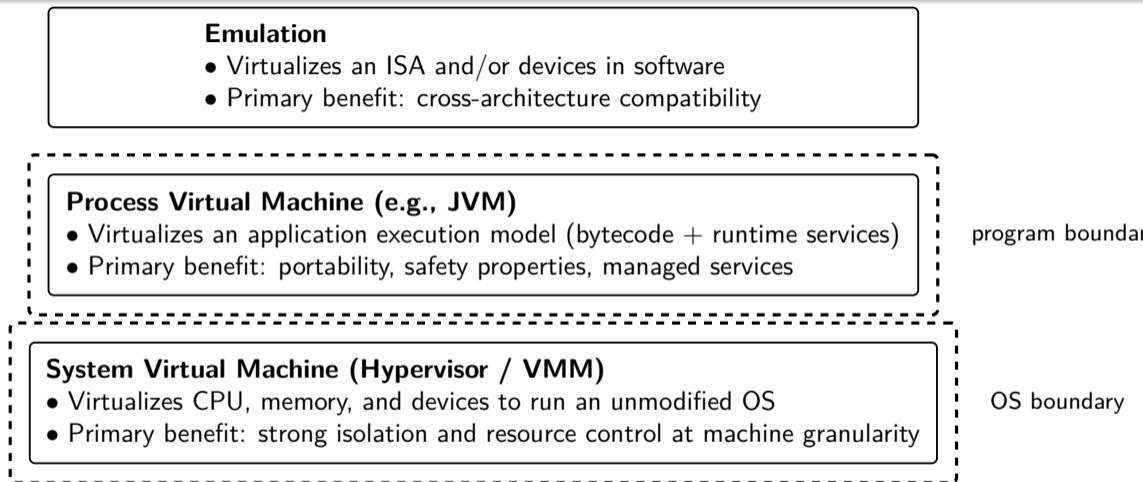 Emulation
• Virtualizes an ISA and/or devices in software
• Primary benefit: cross-architecture compatibility
Process Virtual Machine (e.g., JVM)
• Virtualizes an application execution model (bytecode + runtime services)
• Primary benefit: portability, safety properties, managed services
program boundar
System Virtual Machine (Hypervisor / VMM)
• Virtualizes CPU, memory, and devices to run an unmodified OS
• Primary benefit: strong isolation and resource control at machine granularity
OS boundary